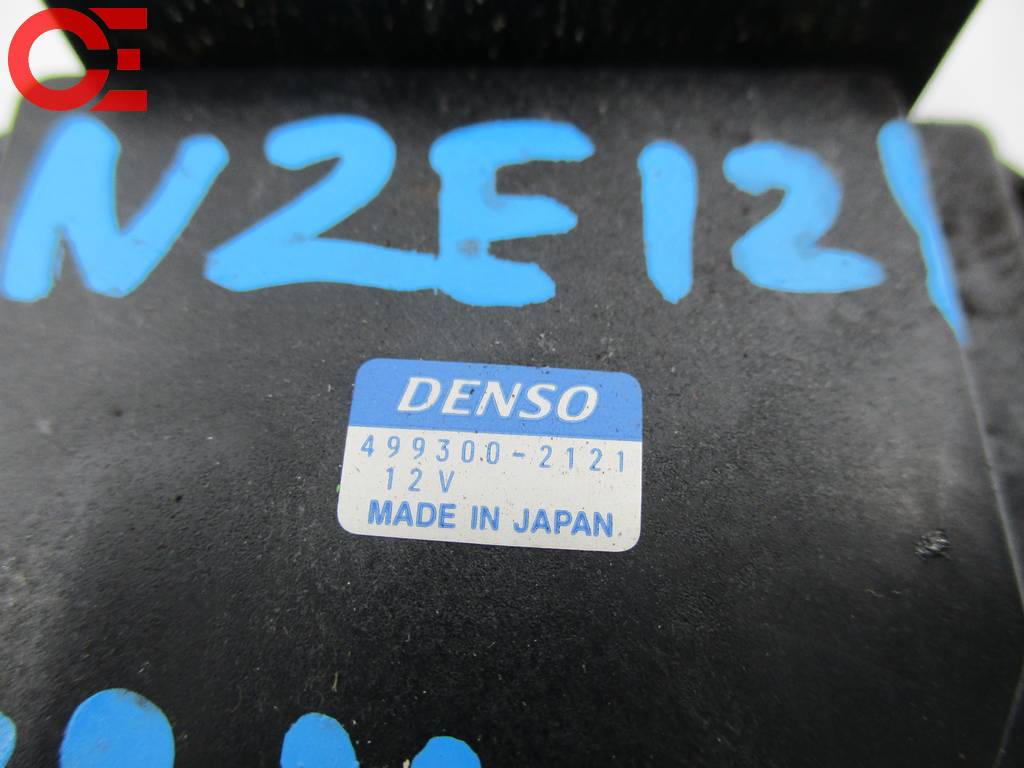 CE
NZE121
DENSO
499300-2121
12V
MADE IN JAPAN